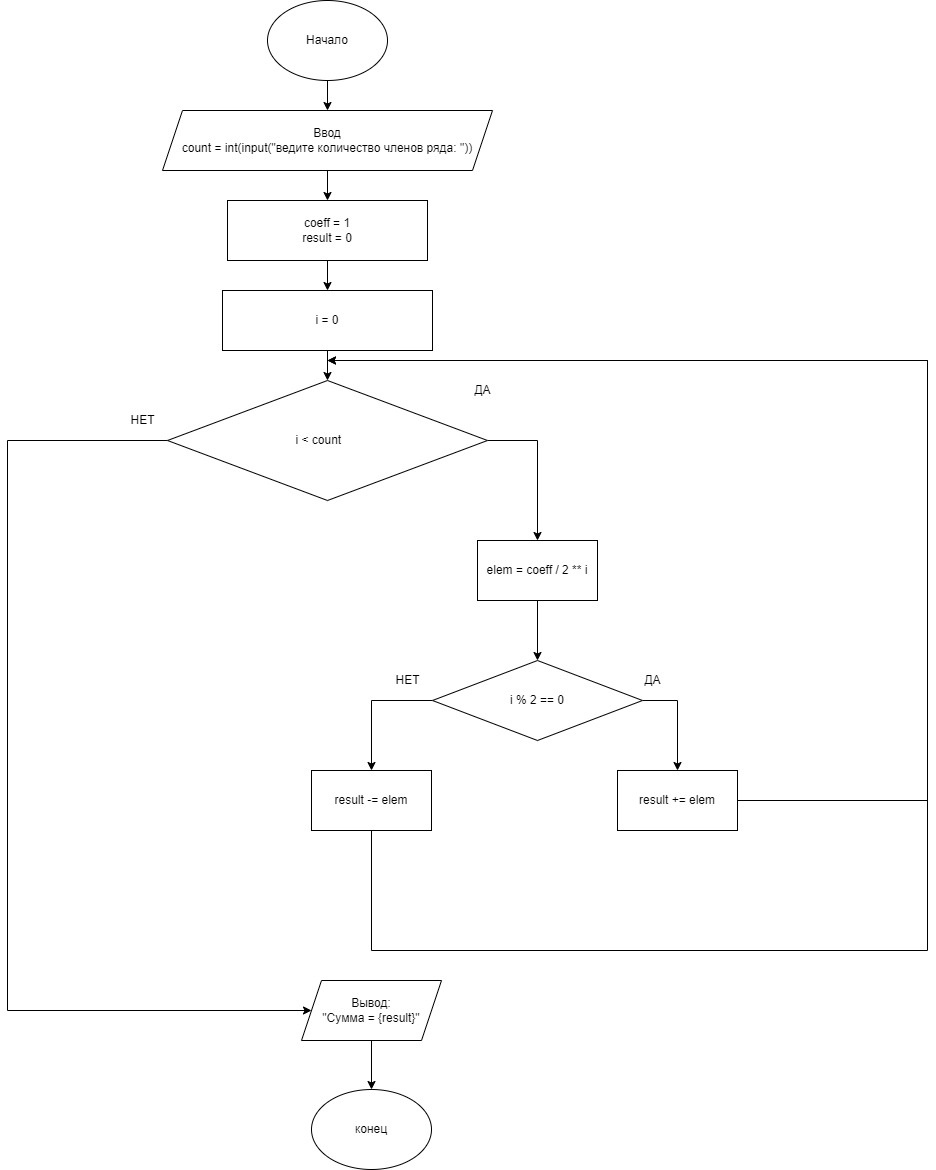 Начало
Ввод
count = int(input("ведите количество членов ряда: "))
coeff = 1
result = 0
i = 0
ДА
НЕТ
i < count
elem = coeff / 2 ** i
НЕТ
ДА
i % 2 == 0
result -= elem
result += elem
Вывод:
"Сумма = {result}"
конец